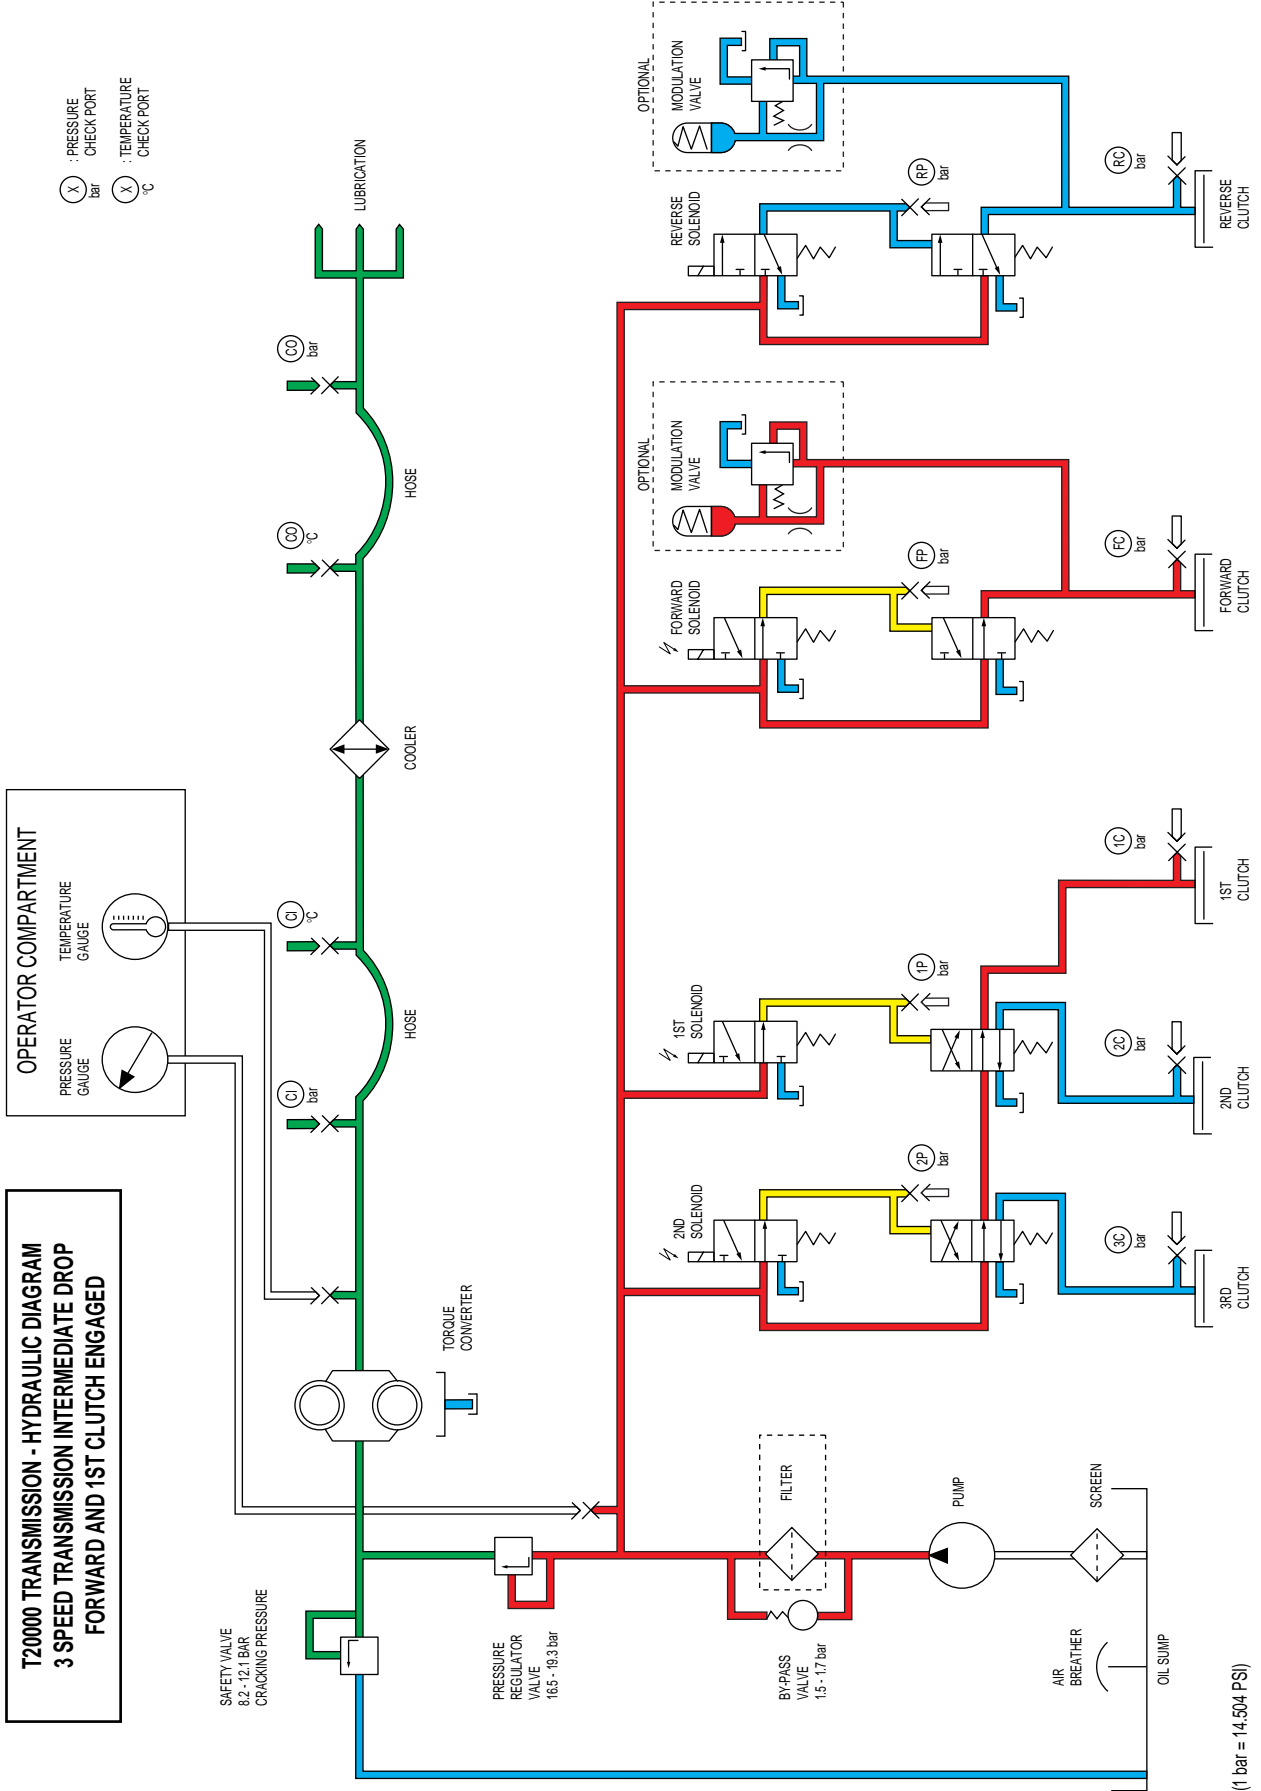 T20000 TRANSMISSION - HYDRAULIC DIAGRAM
3 SPEED TRANSMISSION INTERMEDIATE DROP
FORWARD AND 1ST CLUTCH ENGAGED
OPERATOR COMPARTMENT
PRESSURE
GAUGE
TEMPERATURE
GAUGE
X
bar
: PRESSURE
CHECK PORT
X
°C
: TEMPERATURE
CHECK PORT
SAFETY VALVE
8.2 - 12.1 BAR
CRACKING PRESSURE
TORQUE
CONVERTER
CI
bar
HOSE
CI
°C
COOLER
CO
°C
HOSE
CO
bar
LUBRICATION
PRESSURE
REGULATOR
VALVE
16.5 - 19.3 bar
BY-PASS
VALVE
1.5 - 1.7 bar
FILTER
PUMP
SCREEN
AIR
BREATHER
OIL SUMP
2ND
SOLENOID
2P
bar
3C
bar
3RD
CLUTCH
1ST
SOLENOID
1P
bar
2C
bar
2ND
CLUTCH
1C
bar
1ST
CLUTCH
FORWARD
SOLENOID
OPTIONAL
MODULATION
VALVE
FP
bar
FC
bar
FORWARD
CLUTCH
REVERSE
SOLENOID
OPTIONAL
MODULATION
VALVE
RP
bar
RC
bar
REVERSE
CLUTCH
(1 bar = 14.504 PSI)